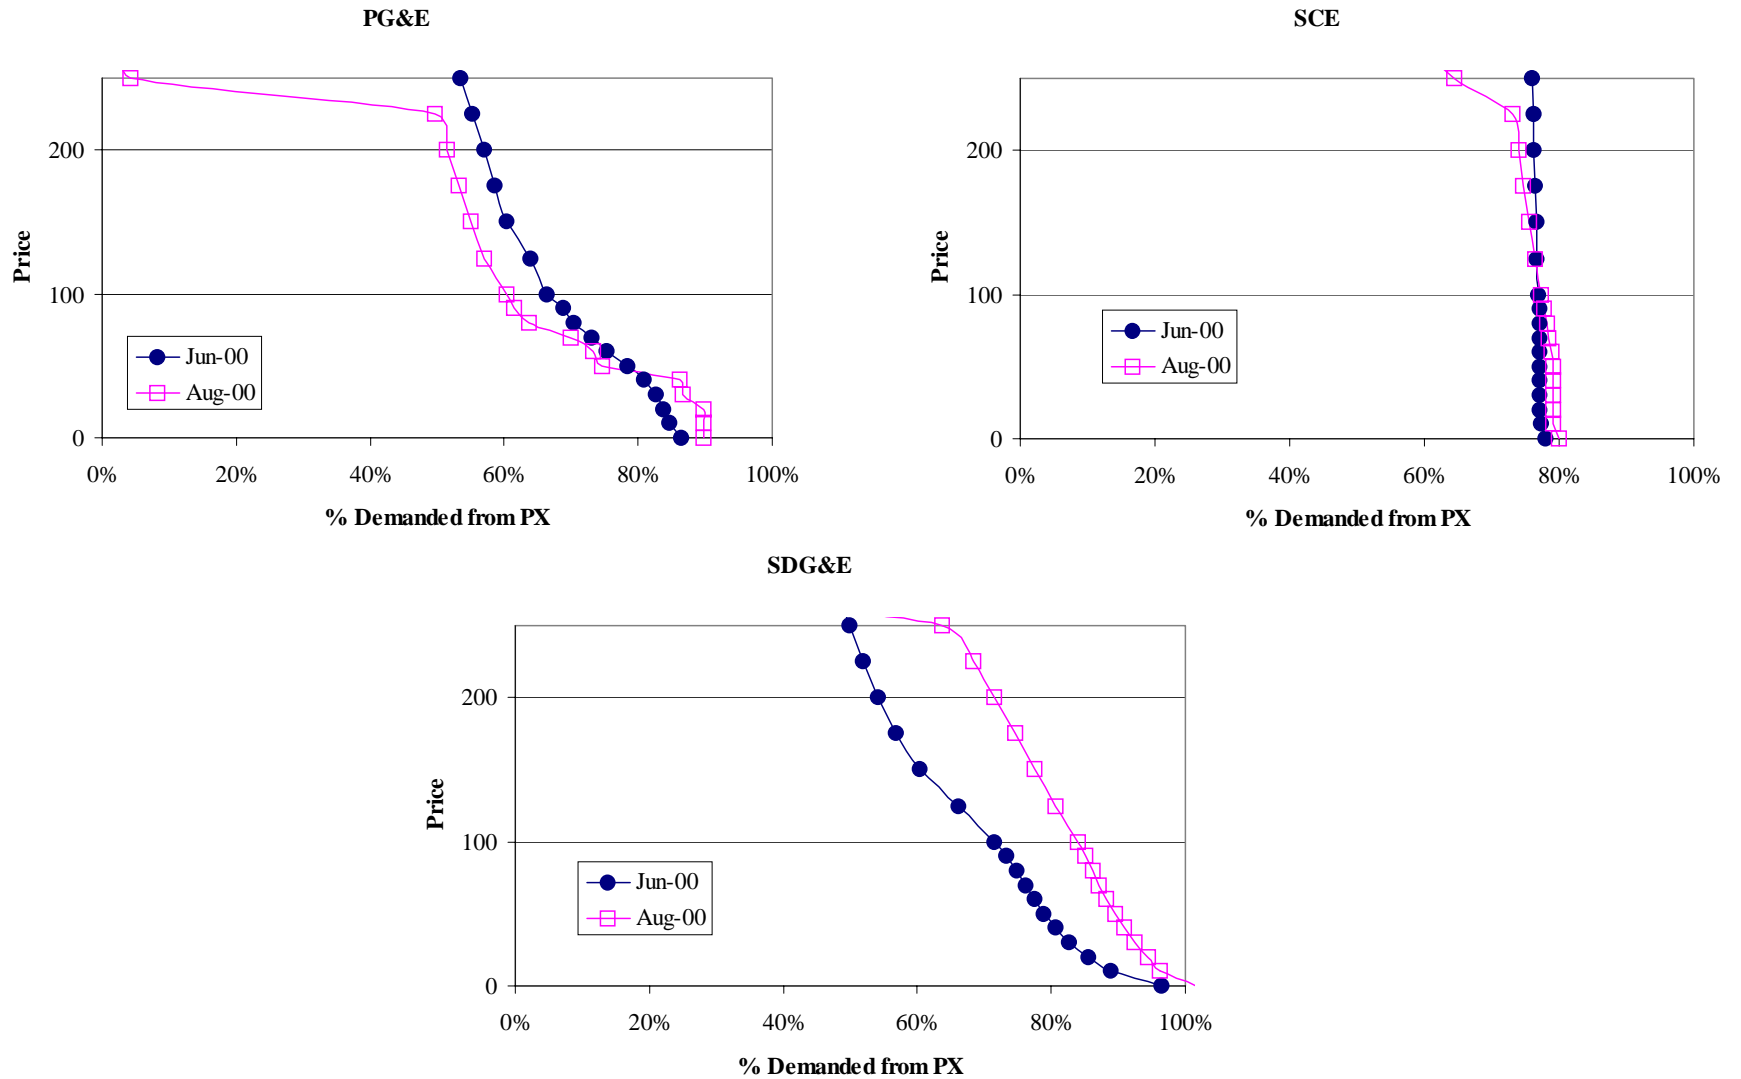 PG&E
200
100
0
Price
Jun-00
Aug-00
0% 20% 40% 60% 80% 100%
% Demanded from PX
SCE
200
100
0
Price
Jun-00
Aug-00
0% 20% 40% 60% 80% 100%
% Demanded from PX
SDG&E
200
100
0
Price
Jun-00
Aug-00
0% 20% 40% 60% 80% 100%
% Demanded from PX